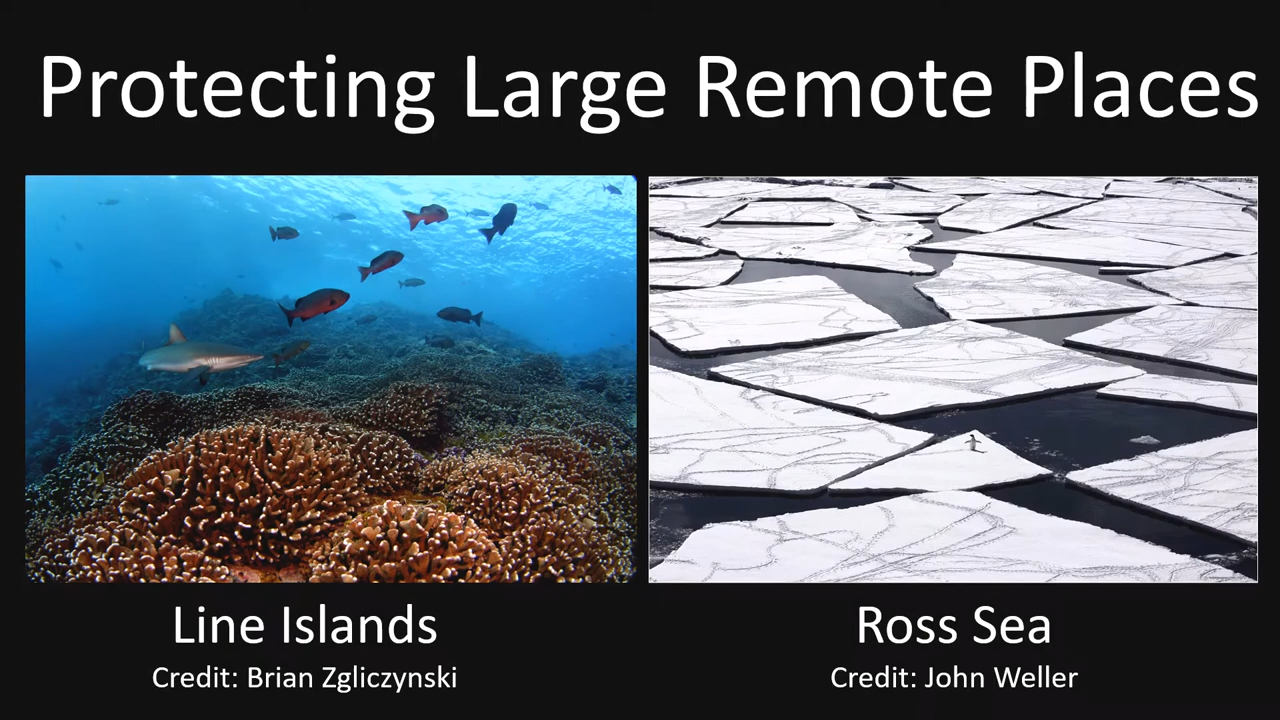 Protecting Large Remote Places
Line Islands
Credit: Brian Zgliczynski
Ross Sea
Credit: John Weller